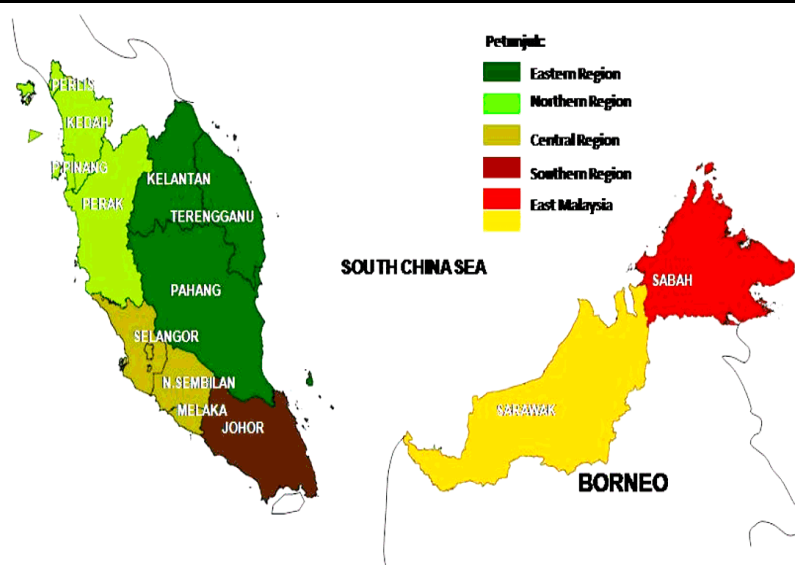 Petunjuk:
Eastern Region
Northern Region
Central Region
Southern Region
East Malaysia
PERLIS
KEDAH
P.PINANG
PERAK
KELANTAN
TERENGGANU
PAHANG
SELANGOR
N.SEMBILAN
MELAKA
JOHOR
SOUTH CHINA SEA
SABAH
SARAWAK
BORNEO